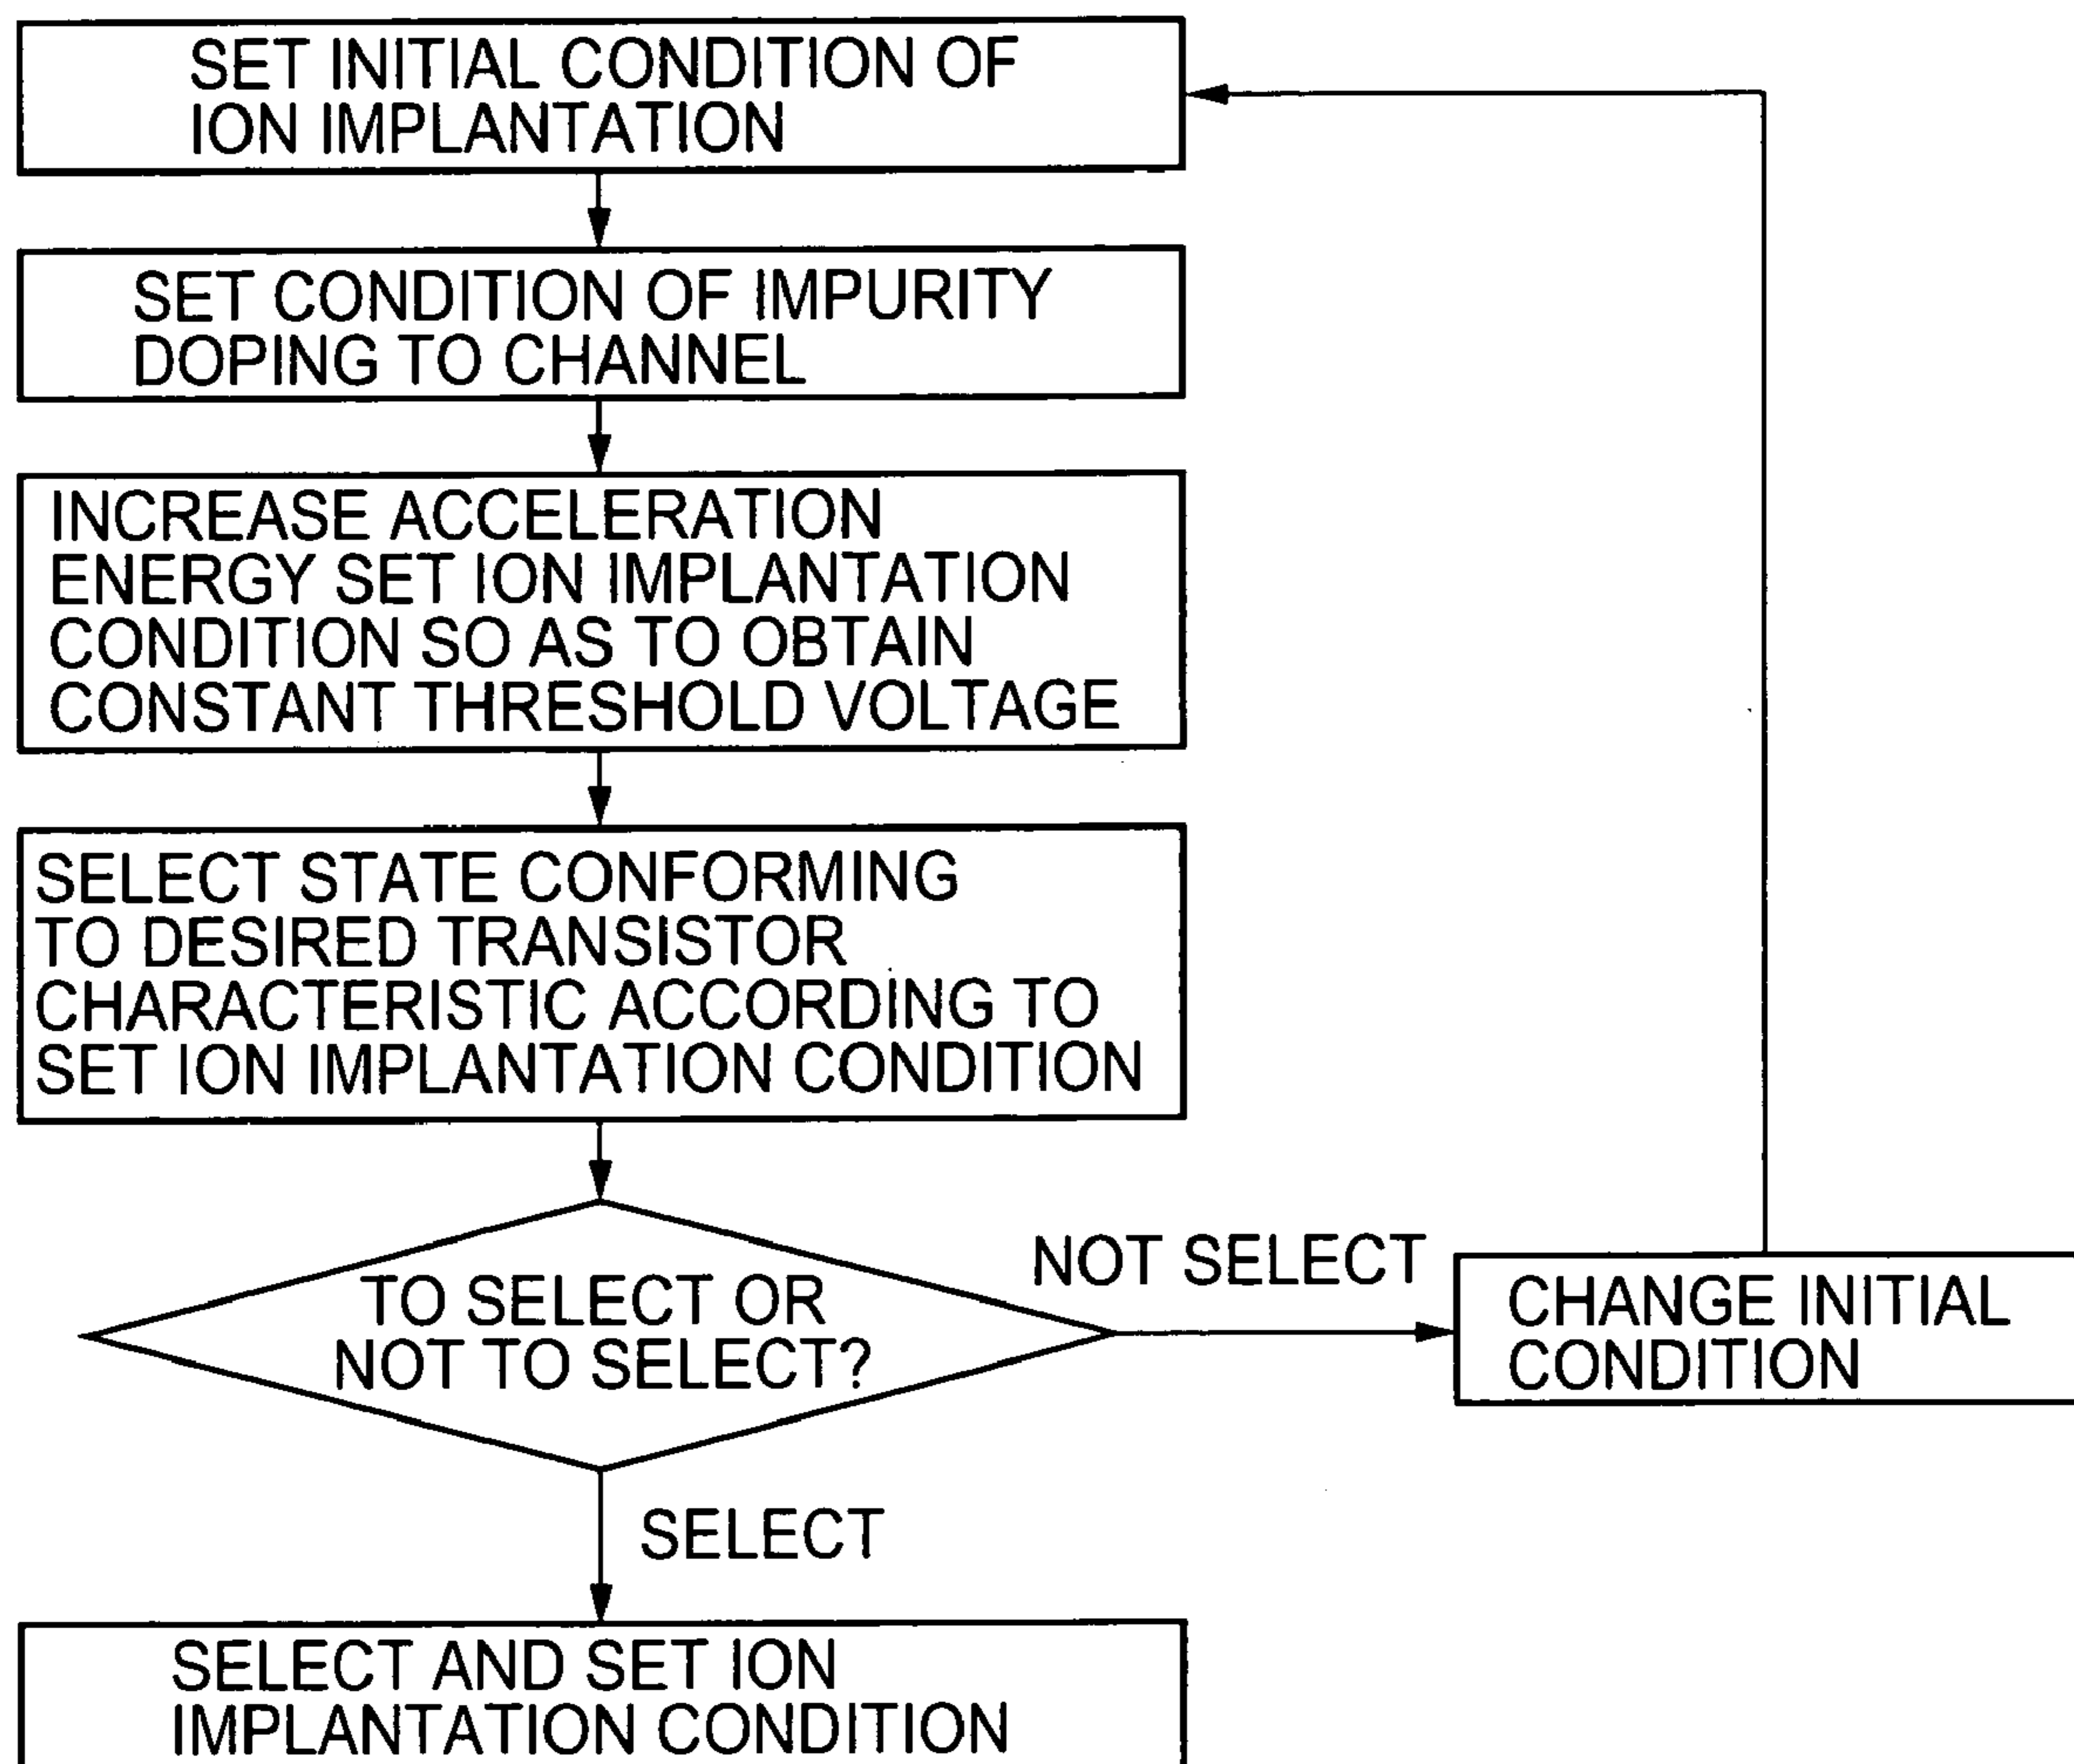 SET INITIAL CONDITION OF
ION IMPLANTATION
SET CONDITION OF IMPURITY
DOPING TO CHANNEL
INCREASE ACCELERATION
ENERGY SET ION IMPLANTATION
CONDITION SO AS TO OBTAIN
CONSTANT THRESHOLD VOLTAGE
SELECT STATE CONFORMING
TO DESIRED TRANSISTOR
CHARACTERISTIC ACCORDING TO
SET ION IMPLANTATION CONDITION
TO SELECT OR
NOT TO SELECT?
NOT SELECT
CHANGE INITIAL
CONDITION
SELECT
SELECT AND SET ION
IMPLANTATION CONDITION